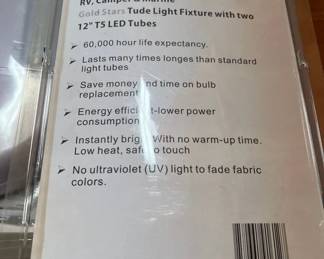 RV, Camper & Marine
Gold Stars Tude Light Fixture with two
12" T5 LED Tubes
➤ 60,000 hour life expectancy.
➤ Lasts many times longes than standard
light tubes
➤ Save money and time on bulb
replacement
➤ Energy efficient-lower power
consumption
➤ Instantly bright With no warm-up time.
Low heat, safe to touch
➤ No ultraviolet (UV) light to fade fabric
colors.